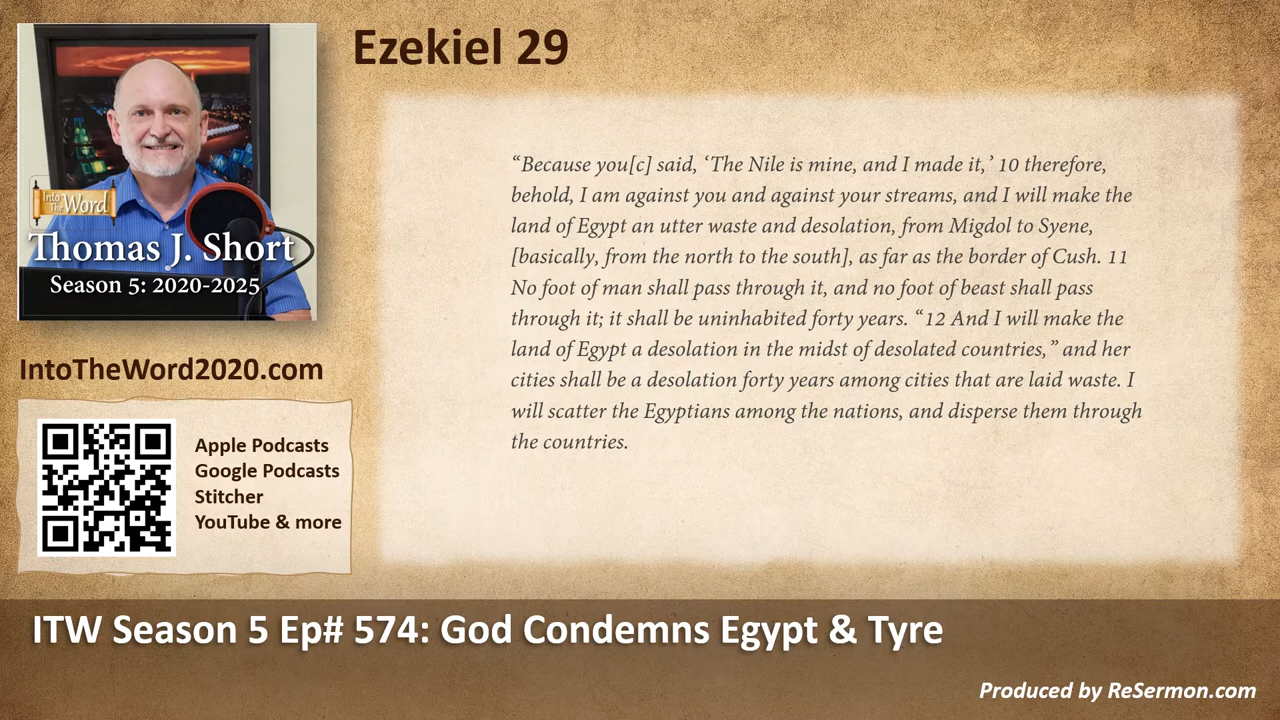 Into
The Word
Thomas J. Short
Season 5: 2020-2025
IntoTheWord2020.com
Apple Podcasts
Google Podcasts
Stitcher
YouTube & more
Ezekiel 29
“Because you[c] said, ‘The Nile is mine, and I made it,’ 10 therefore,
behold, I am against you and against your streams, and I will make the
land of Egypt an utter waste and desolation, from Migdol to Syene,
[basically, from the north to the south], as far as the border of Cush. 11
No foot of man shall pass through it, and no foot of beast shall pass
through it; it shall be uninhabited forty years. “12 And I will make the
land of Egypt a desolation in the midst of desolated countries,” and her
cities shall be a desolation forty years among cities that are laid waste. I
will scatter the Egyptians among the nations, and disperse them through
the countries.
ITW Season 5 Ep# 574: God Condemns Egypt & Tyre
Produced by ReSermon.com